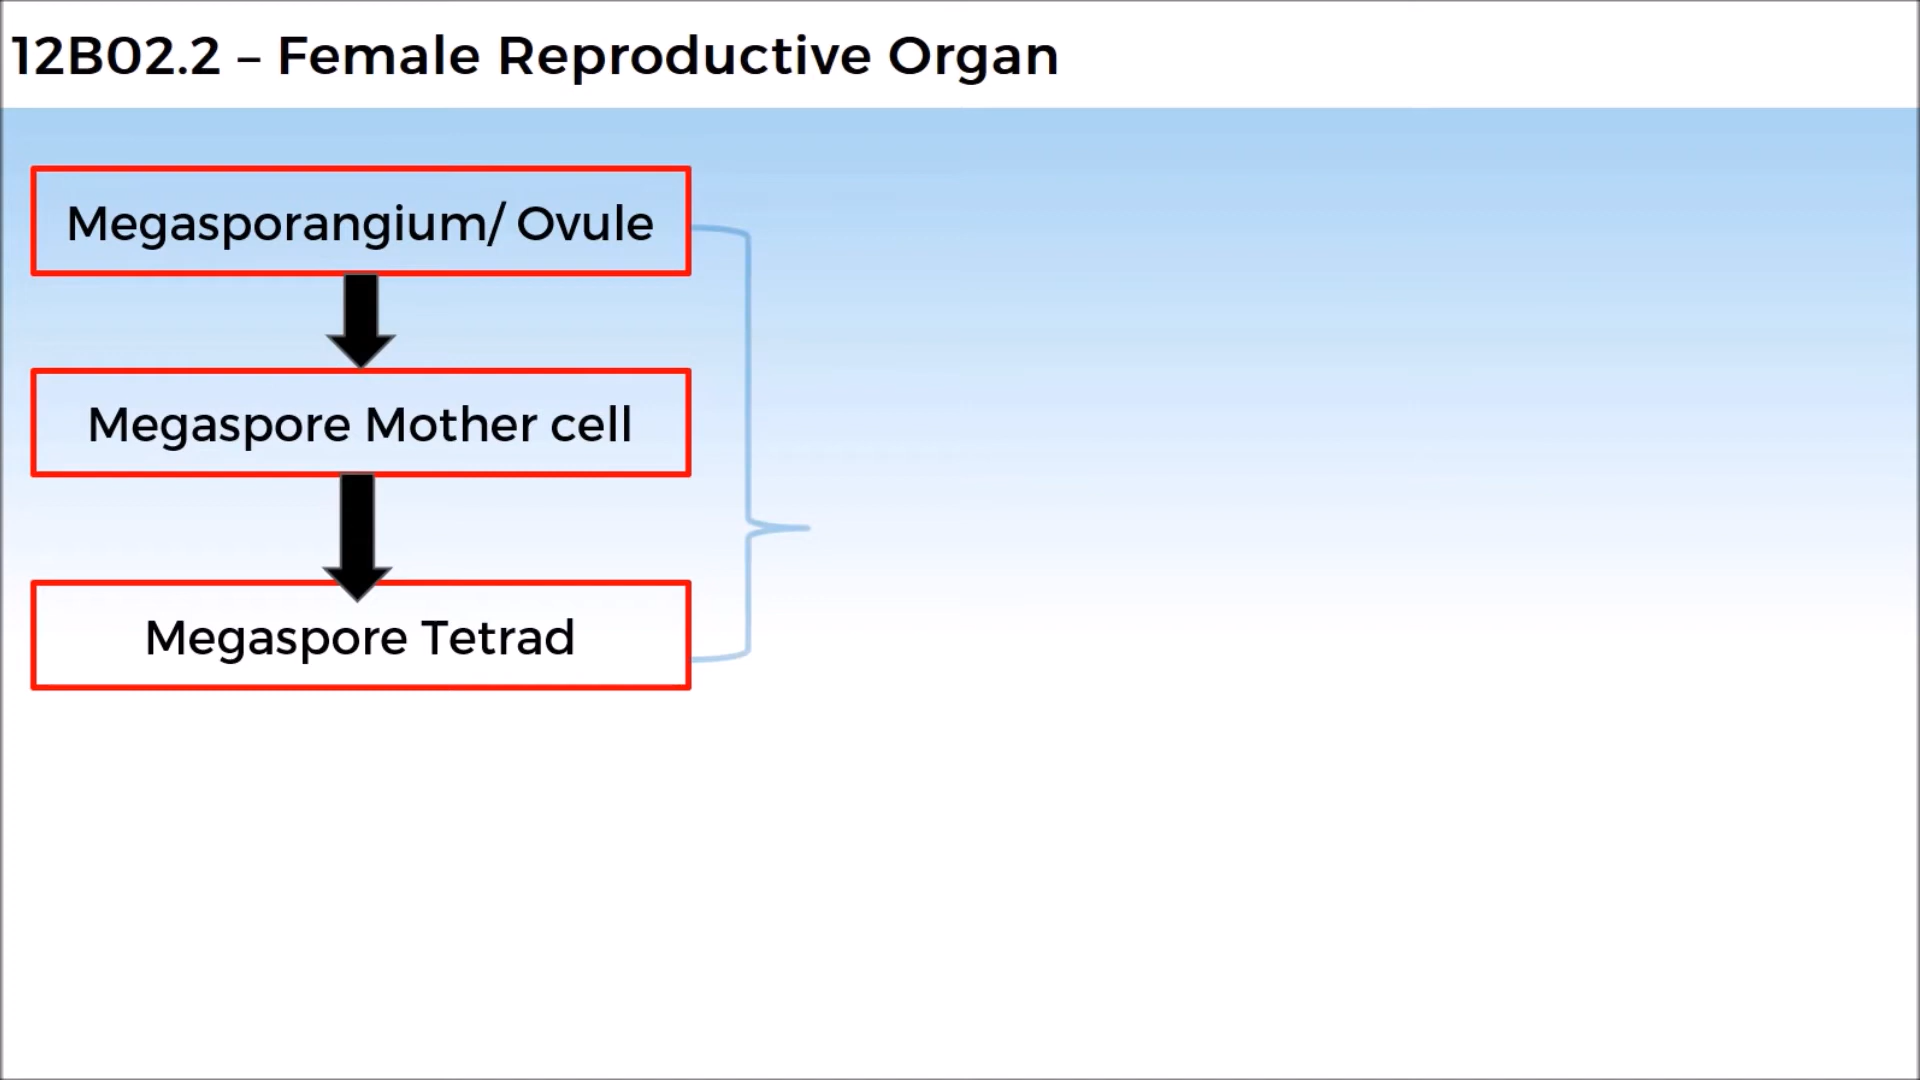 12B02.2 – Female Reproductive Organ
Megasporangium/ Ovule
Megaspore Mother cell
Megaspore Tetrad